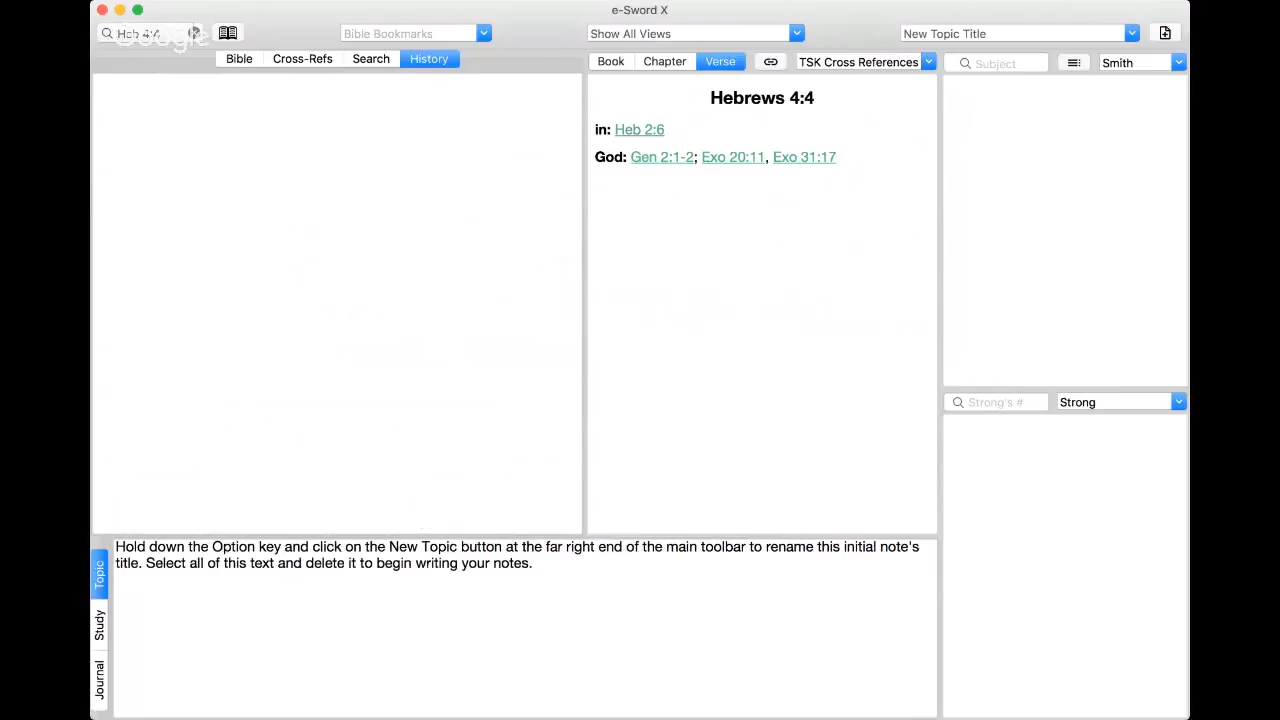 e-Sword X
Heb 4:4
Google
Bible Bookmarks
Show All Views
New Topic Title
Bible
Cross-Refs
Search
History
Book
Chapter
Verse
TSK Cross References
Subject
Smith
Hebrews 4:4
in: Heb 2:6
God: Gen 2:1-2; Exo 20:11, Exo 31:17
Strong's #
Strong
Topic
Study
Journal
Hold down the Option key and click on the New Topic button at the far right end of the main toolbar to rename this initial note's
title. Select all of this text and delete it to begin writing your notes.